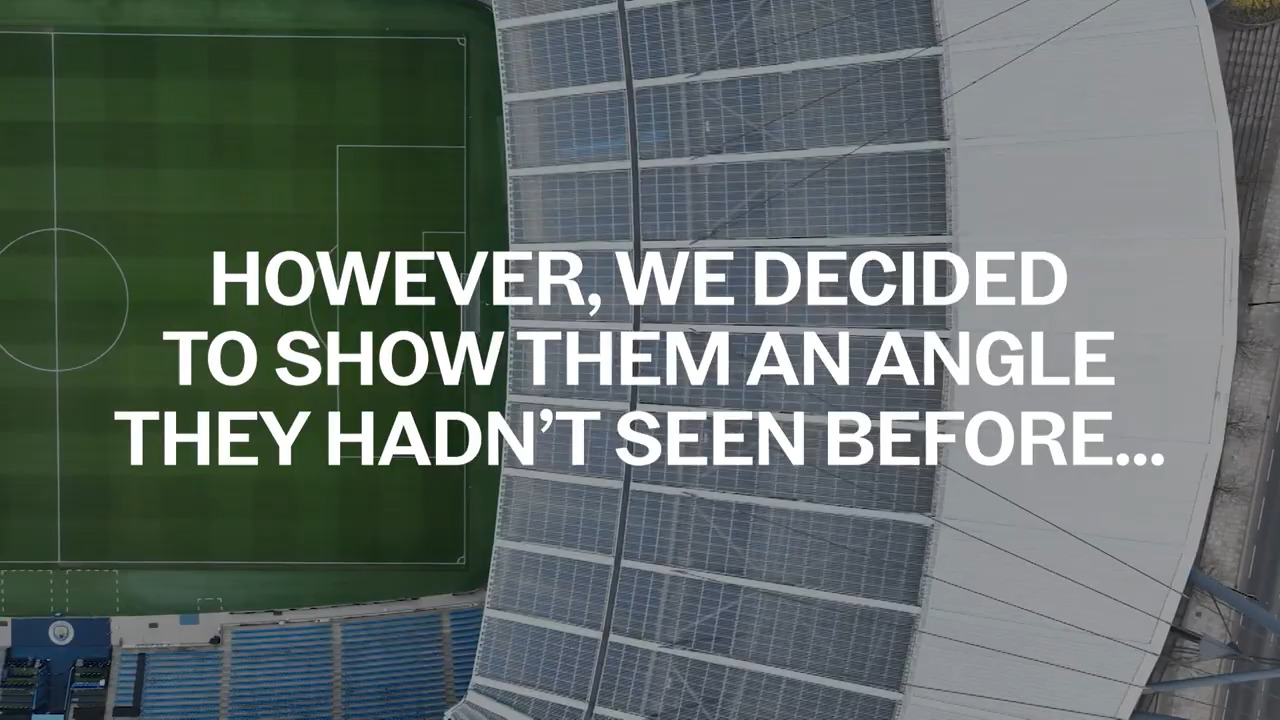 HOWEVER, WE DECIDED
TO SHOW THEM AN ANGLE
THEY HADN’T SEEN BEFORE...